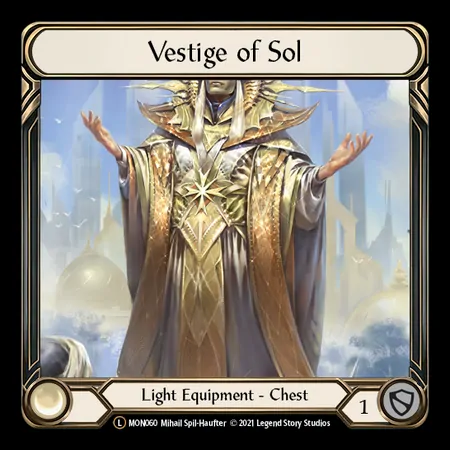 Vestige of Sol
Light Equipment - Chest
1
L MON060 Mihail Spil-Haufter © 2021 Legend Story Studios